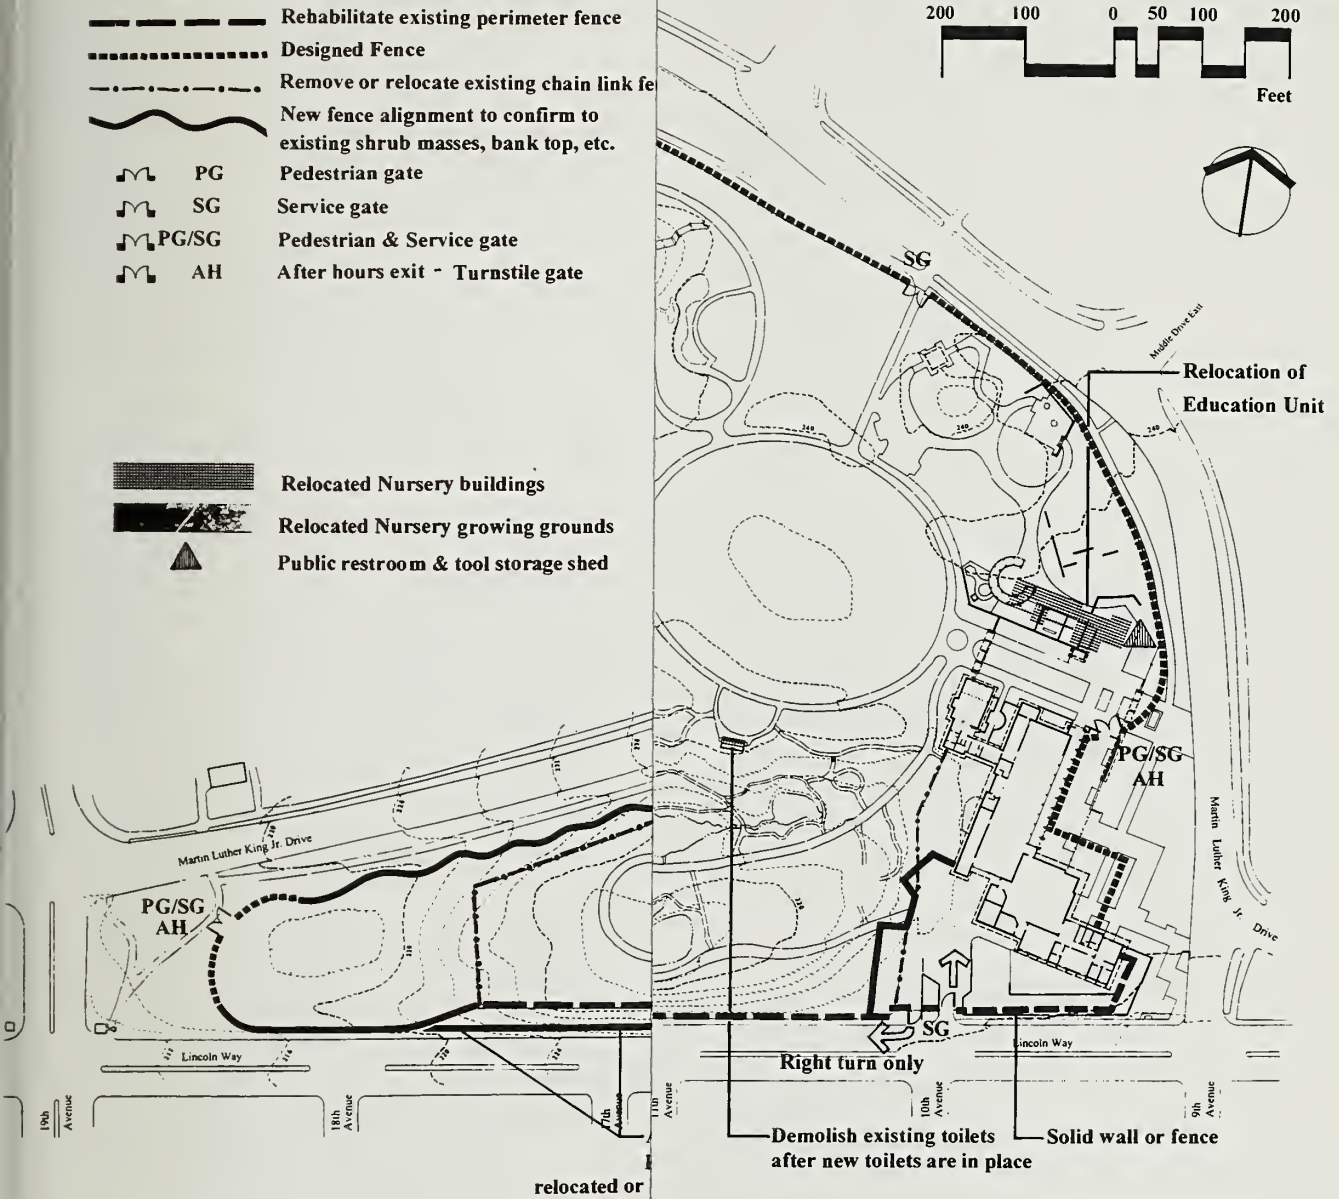 Rehabilitate existing perimeter fence
Designed Fence
Remove or relocate existing chain link fe
New fence alignment to confirm to
existing shrub masses, bank top, etc.
PG Pedestrian gate
SG Service gate
PG/SG Pedestrian & Service gate
AH After hours exit - Turnstile gate
Relocated Nursery buildings
Relocated Nursery growing grounds
Public restroom & tool storage shed
200 100 0 50 100 200
Feet
SG
Middle Drive East
Relocation of
Education Unit
240
240
240
PG/SG
AH
Martin Luther King Jr. Drive
Martin Luther King Jr. Drive
PG/SG
AH
220
Lincoln Way
SG
Lincoln Way
Right turn only
19th Avenue
18th Avenue
17th Avenue
11th Avenue
10th Avenue
9th Avenue
Demolish existing toilets
after new toilets are in place
Solid wall or fence
relocated or